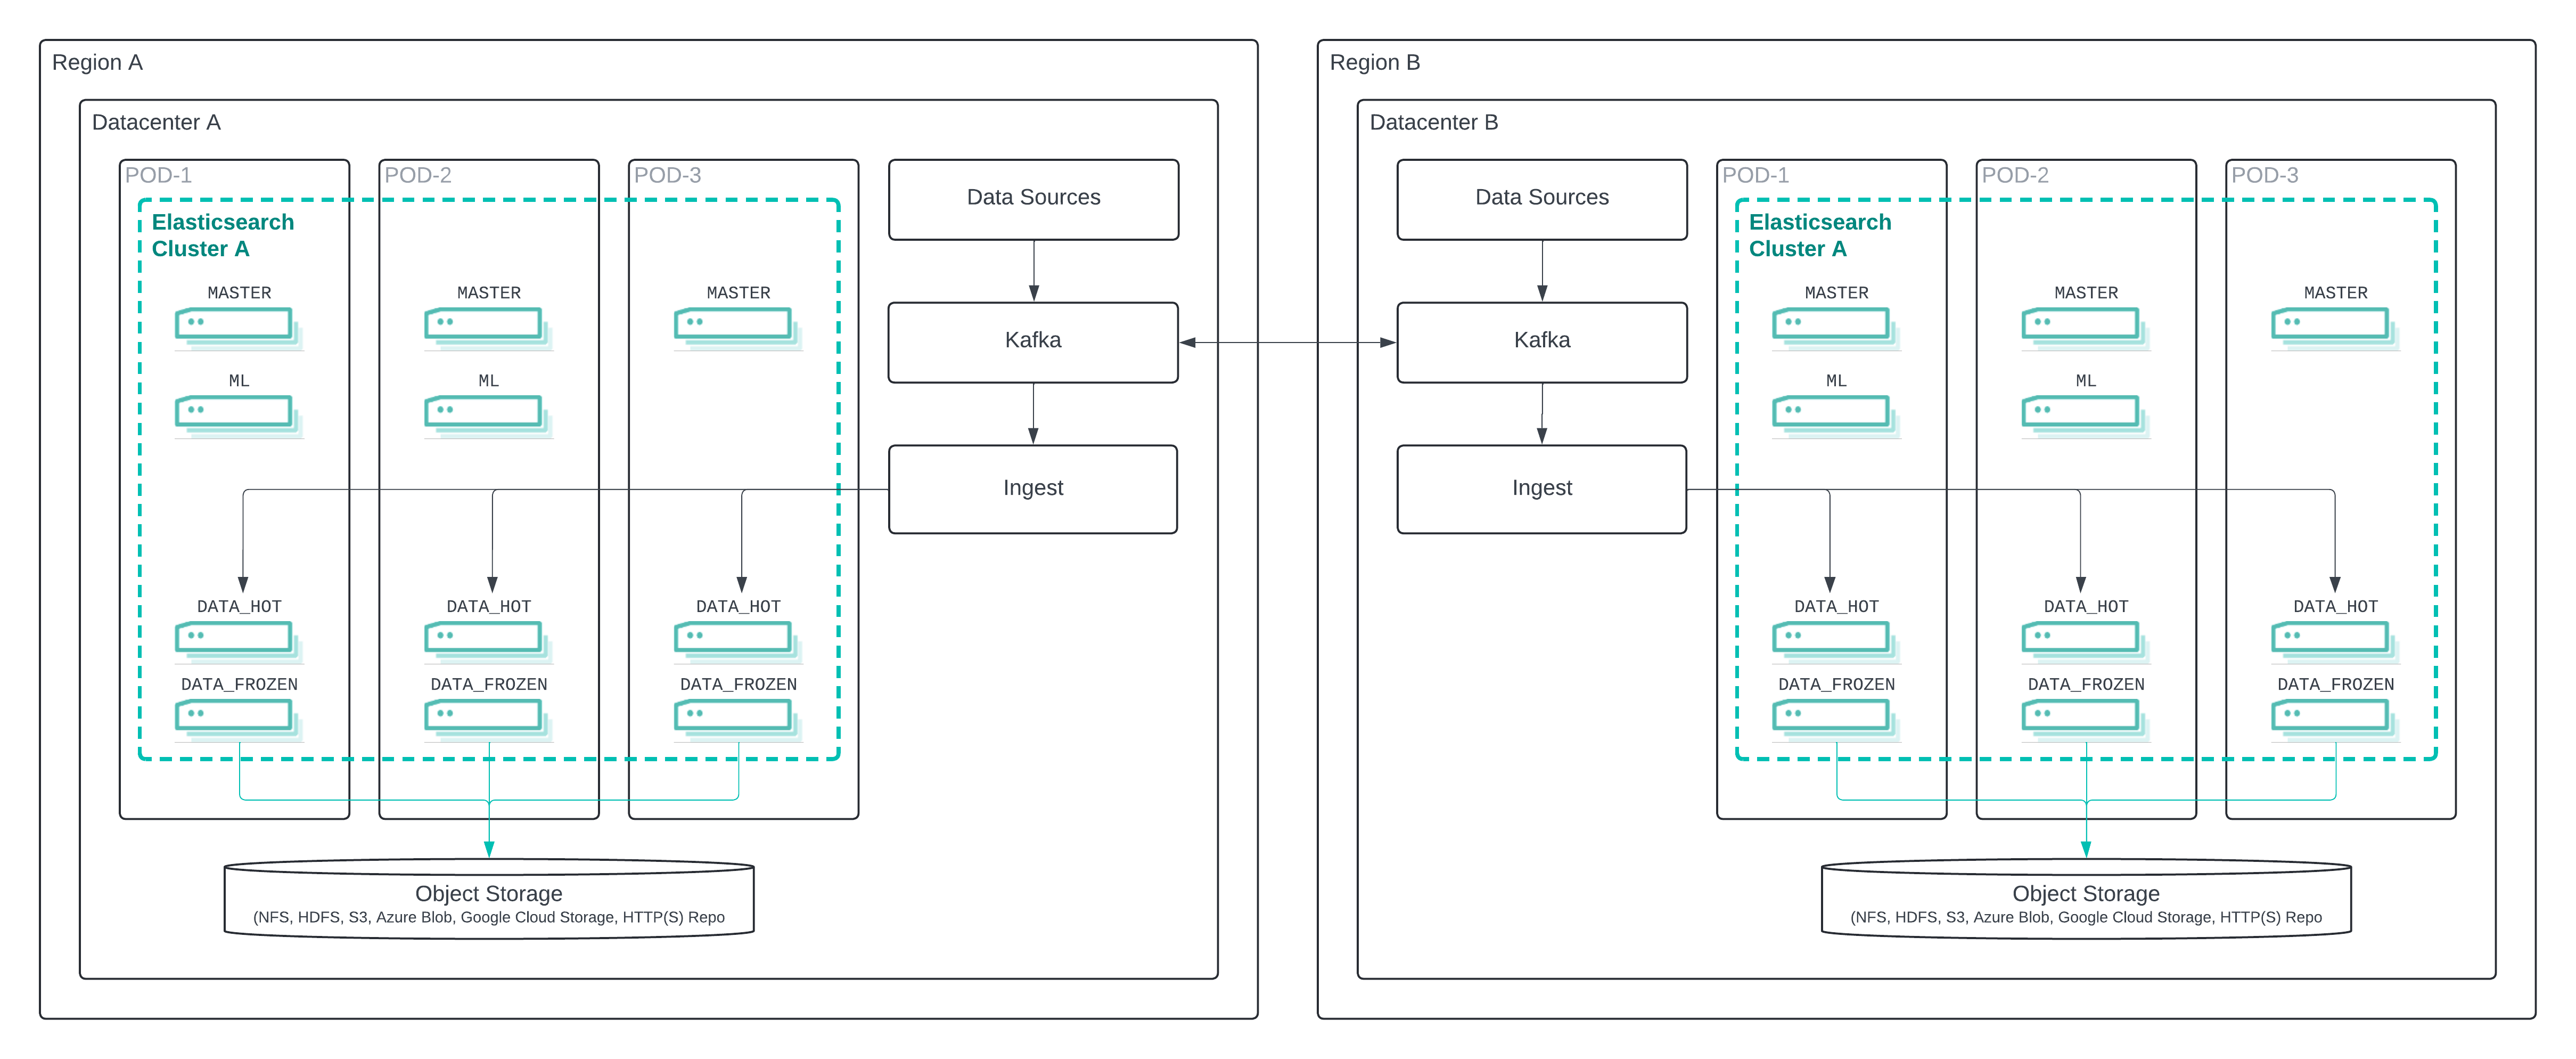 Region A
Datacenter A
POD-1
POD-2
POD-3
Elasticsearch
Cluster A
MASTER
MASTER
MASTER
ML
ML
DATA_HOT
DATA_HOT
DATA_HOT
DATA_FROZEN
DATA_FROZEN
DATA_FROZEN
Object Storage
(NFS, HDFS, S3, Azure Blob, Google Cloud Storage, HTTP(S) Repo
Data Sources
Kafka
Ingest
Region B
Datacenter B
Data Sources
Kafka
Ingest
POD-1
POD-2
POD-3
Elasticsearch
Cluster A
MASTER
MASTER
MASTER
ML
ML
DATA_HOT
DATA_HOT
DATA_HOT
DATA_FROZEN
DATA_FROZEN
DATA_FROZEN
Object Storage
(NFS, HDFS, S3, Azure Blob, Google Cloud Storage, HTTP(S) Repo